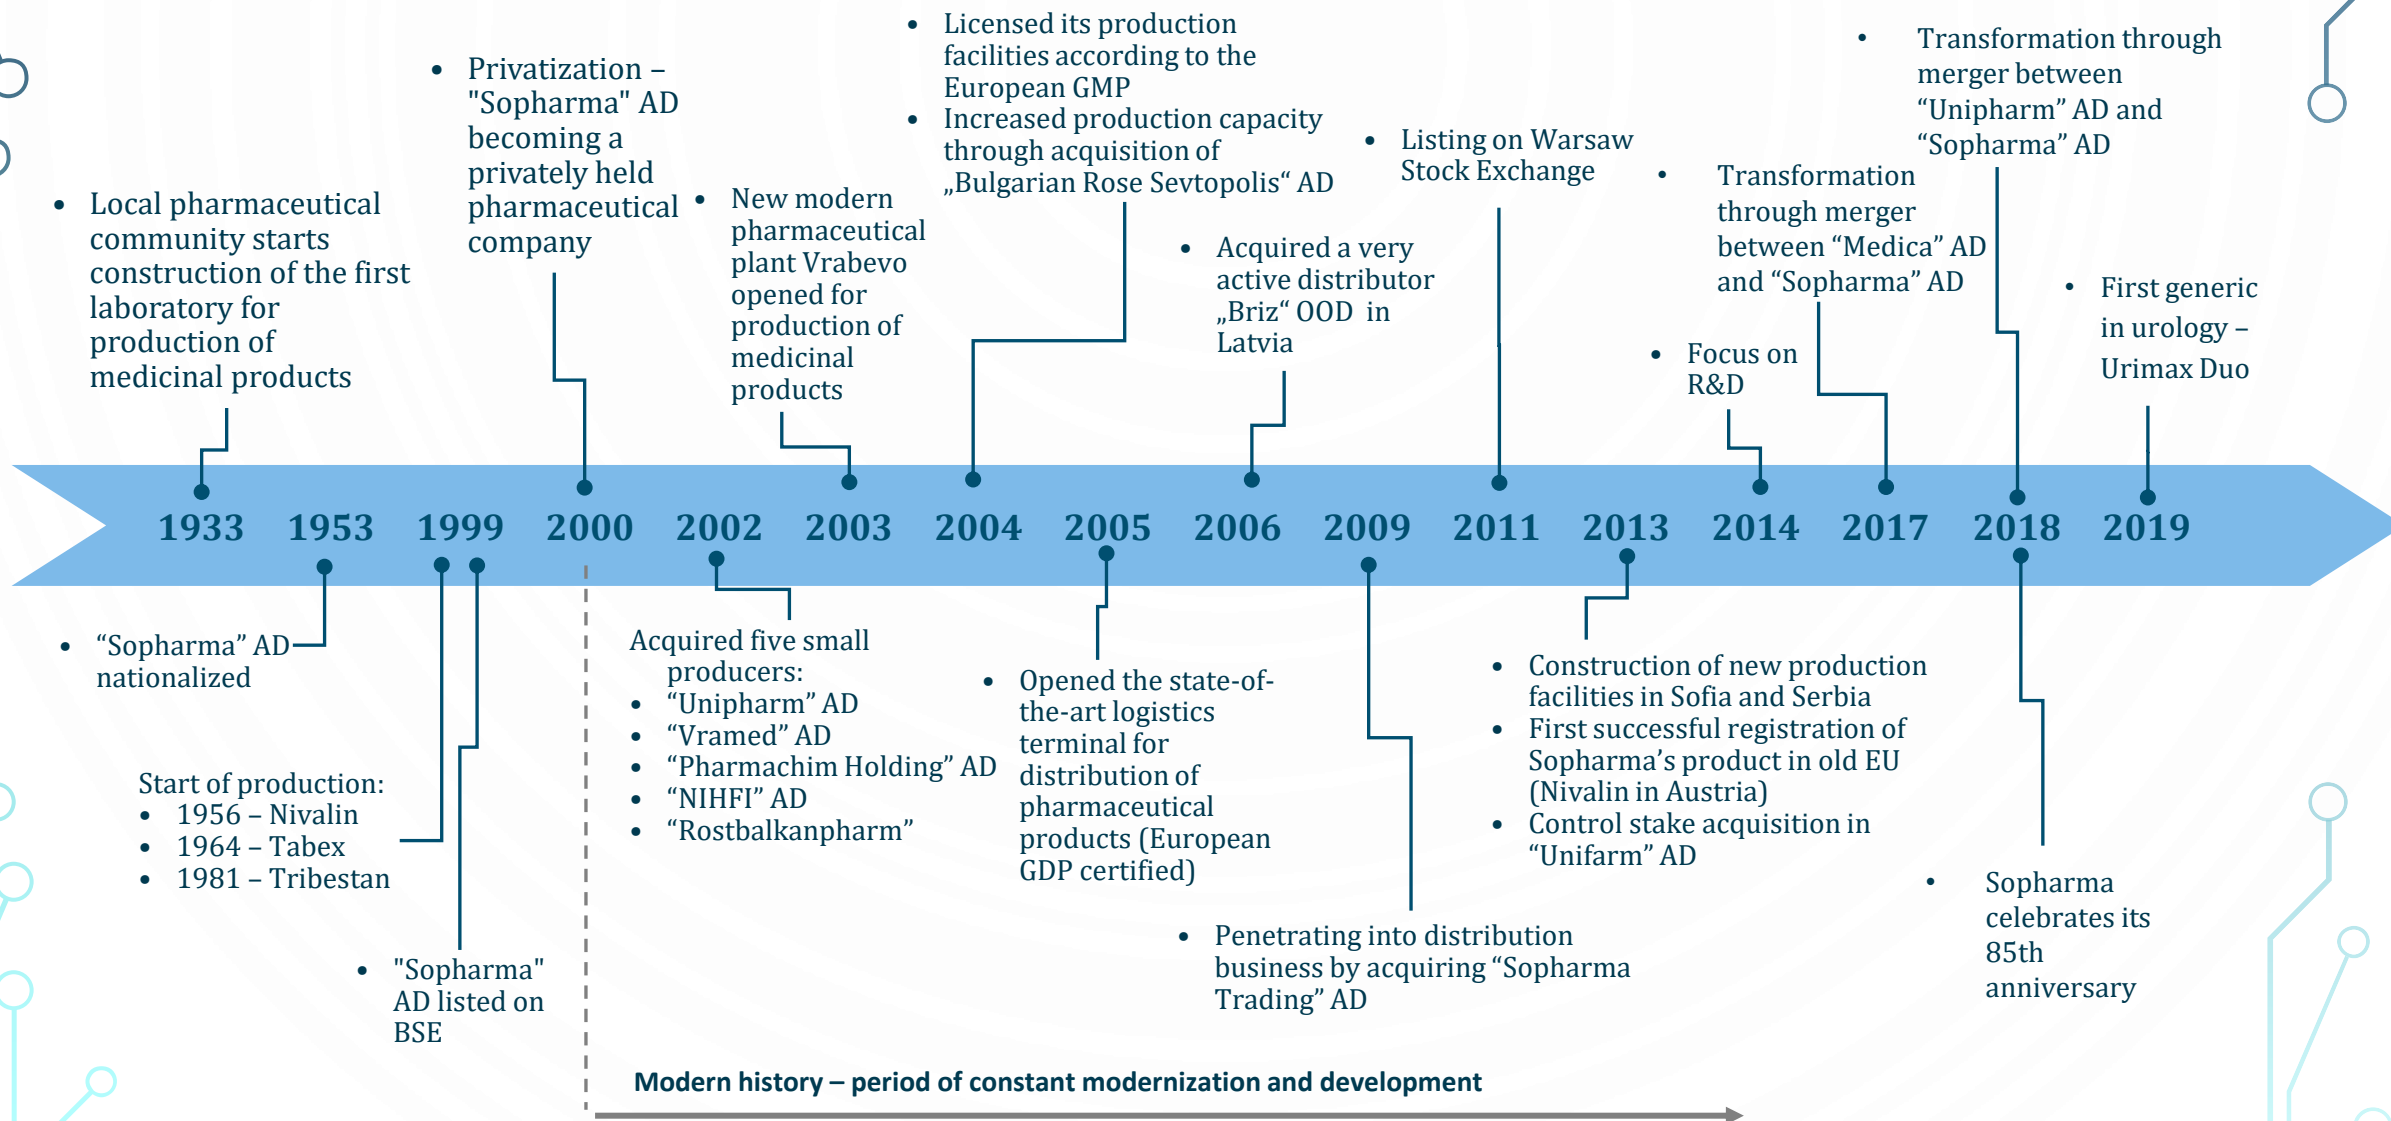 • Local pharmaceutical
community starts
construction of the first
laboratory for
production of
medicinal products
• Privatization –
"Sopharma" AD
becoming a
privately held
pharmaceutical
company
• New modern
pharmaceutical
plant Vrabevo
opened for
production of
medicinal
products
• Licensed its production
facilities according to the
European GMP
• Increased production capacity
through acquisition of
„Bulgarian Rose Sevtopolis“ AD
• Acquired a very
active distributor
„Briz“ OOD in
Latvia
• Listing on Warsaw
Stock Exchange
• Focus on
R&D
• Transformation
through merger
between “Medica” AD
and “Sopharma” AD
• Transformation through
merger between
“Unipharm” AD and
“Sopharma” AD
• First generic
in urology –
Urimax Duo
1933 1953 1999 2000 2002 2003 2004 2005 2006 2009 2011 2013 2014 2017 2018 2019
• “Sopharma” AD
nationalized
Start of production:
• 1956 – Nivalin
• 1964 – Tabex
• 1981 – Tribestan
• "Sopharma"
AD listed on
BSE
Acquired five small
producers:
• “Unipharm” AD
• “Vramed” AD
• “Pharmachim Holding” AD
• “NIHFI” AD
• “Rostbalkanpharm”
• Opened the state-of-
the-art logistics
terminal for
distribution of
pharmaceutical
products (European
GDP certified)
• Penetrating into distribution
business by acquiring “Sopharma
Trading” AD
• Construction of new production
facilities in Sofia and Serbia
• First successful registration of
Sopharma’s product in old EU
(Nivalin in Austria)
• Control stake acquisition in
“Unifarm” AD
• Sopharma
celebrates its
85th
anniversary
Modern history – period of constant modernization and development